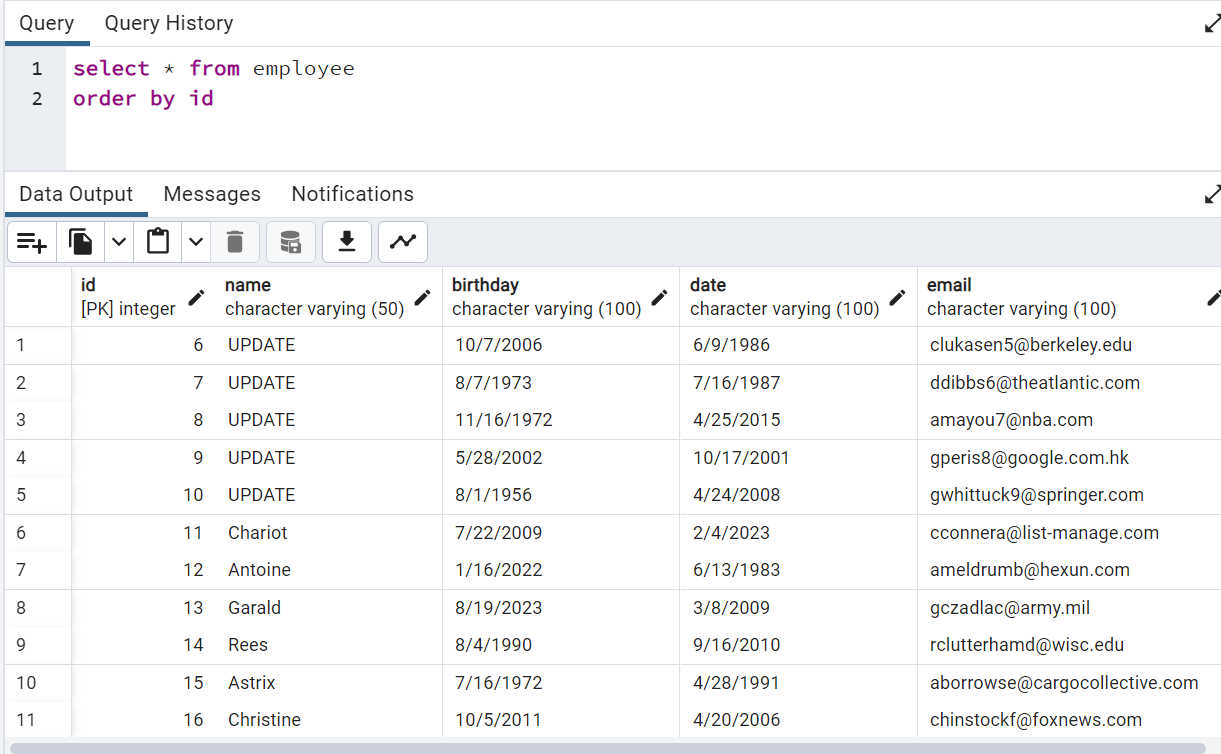 Query Query History
1 select * from employee
2 order by id
Data Output Messages Notifications
id name birthday date email
[PK] integer character varying (50) character varying (100) character varying (100) character varying (100)
1 6 UPDATE 10/7/2006 6/9/1986 clukasen5@berkeley.edu
2 7 UPDATE 8/7/1973 7/16/1987 ddibbs6@theatlantic.com
3 8 UPDATE 11/16/1972 4/25/2015 amayou7@nba.com
4 9 UPDATE 5/28/2002 10/17/2001 gperis8@google.com.hk
5 10 UPDATE 8/1/1956 4/24/2008 gwhittuck9@springer.com
6 11 Chariot 7/22/2009 2/4/2023 cconnera@list-manage.com
7 12 Antoine 1/16/2022 6/13/1983 ameldrumb@hexun.com
8 13 Garald 8/19/2023 3/8/2009 gczadlac@army.mil
9 14 Rees 8/4/1990 9/16/2010 rclutterhamd@wisc.edu
10 15 Astrix 7/16/1972 4/28/1991 aborrowse@cargocollective.com
11 16 Christine 10/5/2011 4/20/2006 chinstockf@foxnews.com